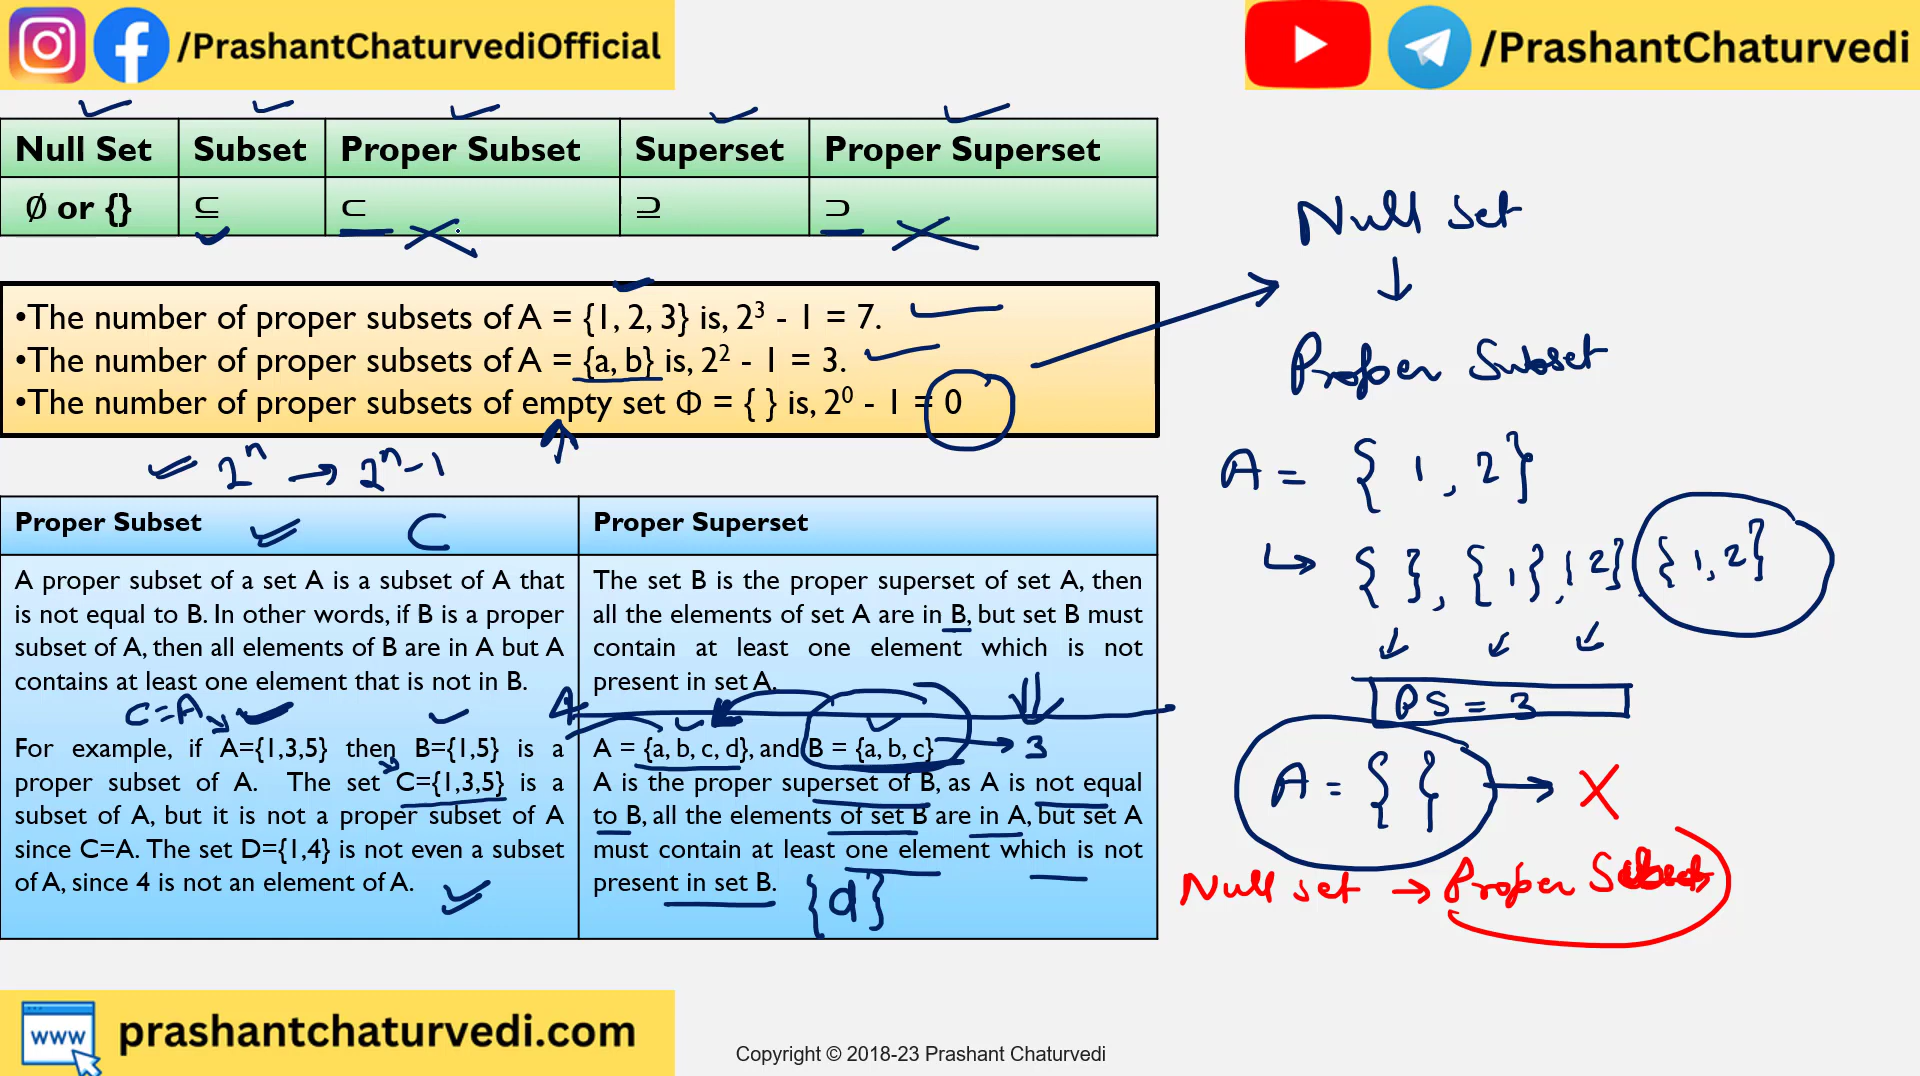 /PrashantChaturvediOfficial
/PrashantChaturvedi
Null Set Subset Proper Subset Superset Proper Superset
∅ or {} ⊆ ⊂ ⊇ ⊃
•The number of proper subsets of A = {1, 2, 3} is, 2³ - 1 = 7.
•The number of proper subsets of A = {a, b} is, 2² - 1 = 3.
•The number of proper subsets of empty set Φ = { } is, 2⁰ - 1 = 0
2ⁿ → 2ⁿ-1
Proper Subset ⊂
A proper subset of a set A is a subset of A that
is not equal to B. In other words, if B is a proper
subset of A, then all elements of B are in A but A
contains at least one element that is not in B.
C=A
For example, if A={1,3,5} then B={1,5} is a
proper subset of A. The set C={1,3,5} is a
subset of A, but it is not a proper subset of A
since C=A. The set D={1,4} is not even a subset
of A, since 4 is not an element of A.
Proper Superset
The set B is the proper superset of set A, then
all the elements of set A are in B, but set B must
contain at least one element which is not
present in set A.
4
A = {a, b, c, d}, and B = {a, b, c} → 3
A is the proper superset of B, as A is not equal
to B, all the elements of set B are in A, but set A
must contain at least one element which is not
present in set B. {d}
Null set
↓
Proper Subset
A = { 1, 2}
{ }, {1}, {2}, {1, 2}
PS = 3
A = { { → X
Null set → Proper Subset
www prashantchaturvedi.com
Copyright © 2018-23 Prashant Chaturvedi